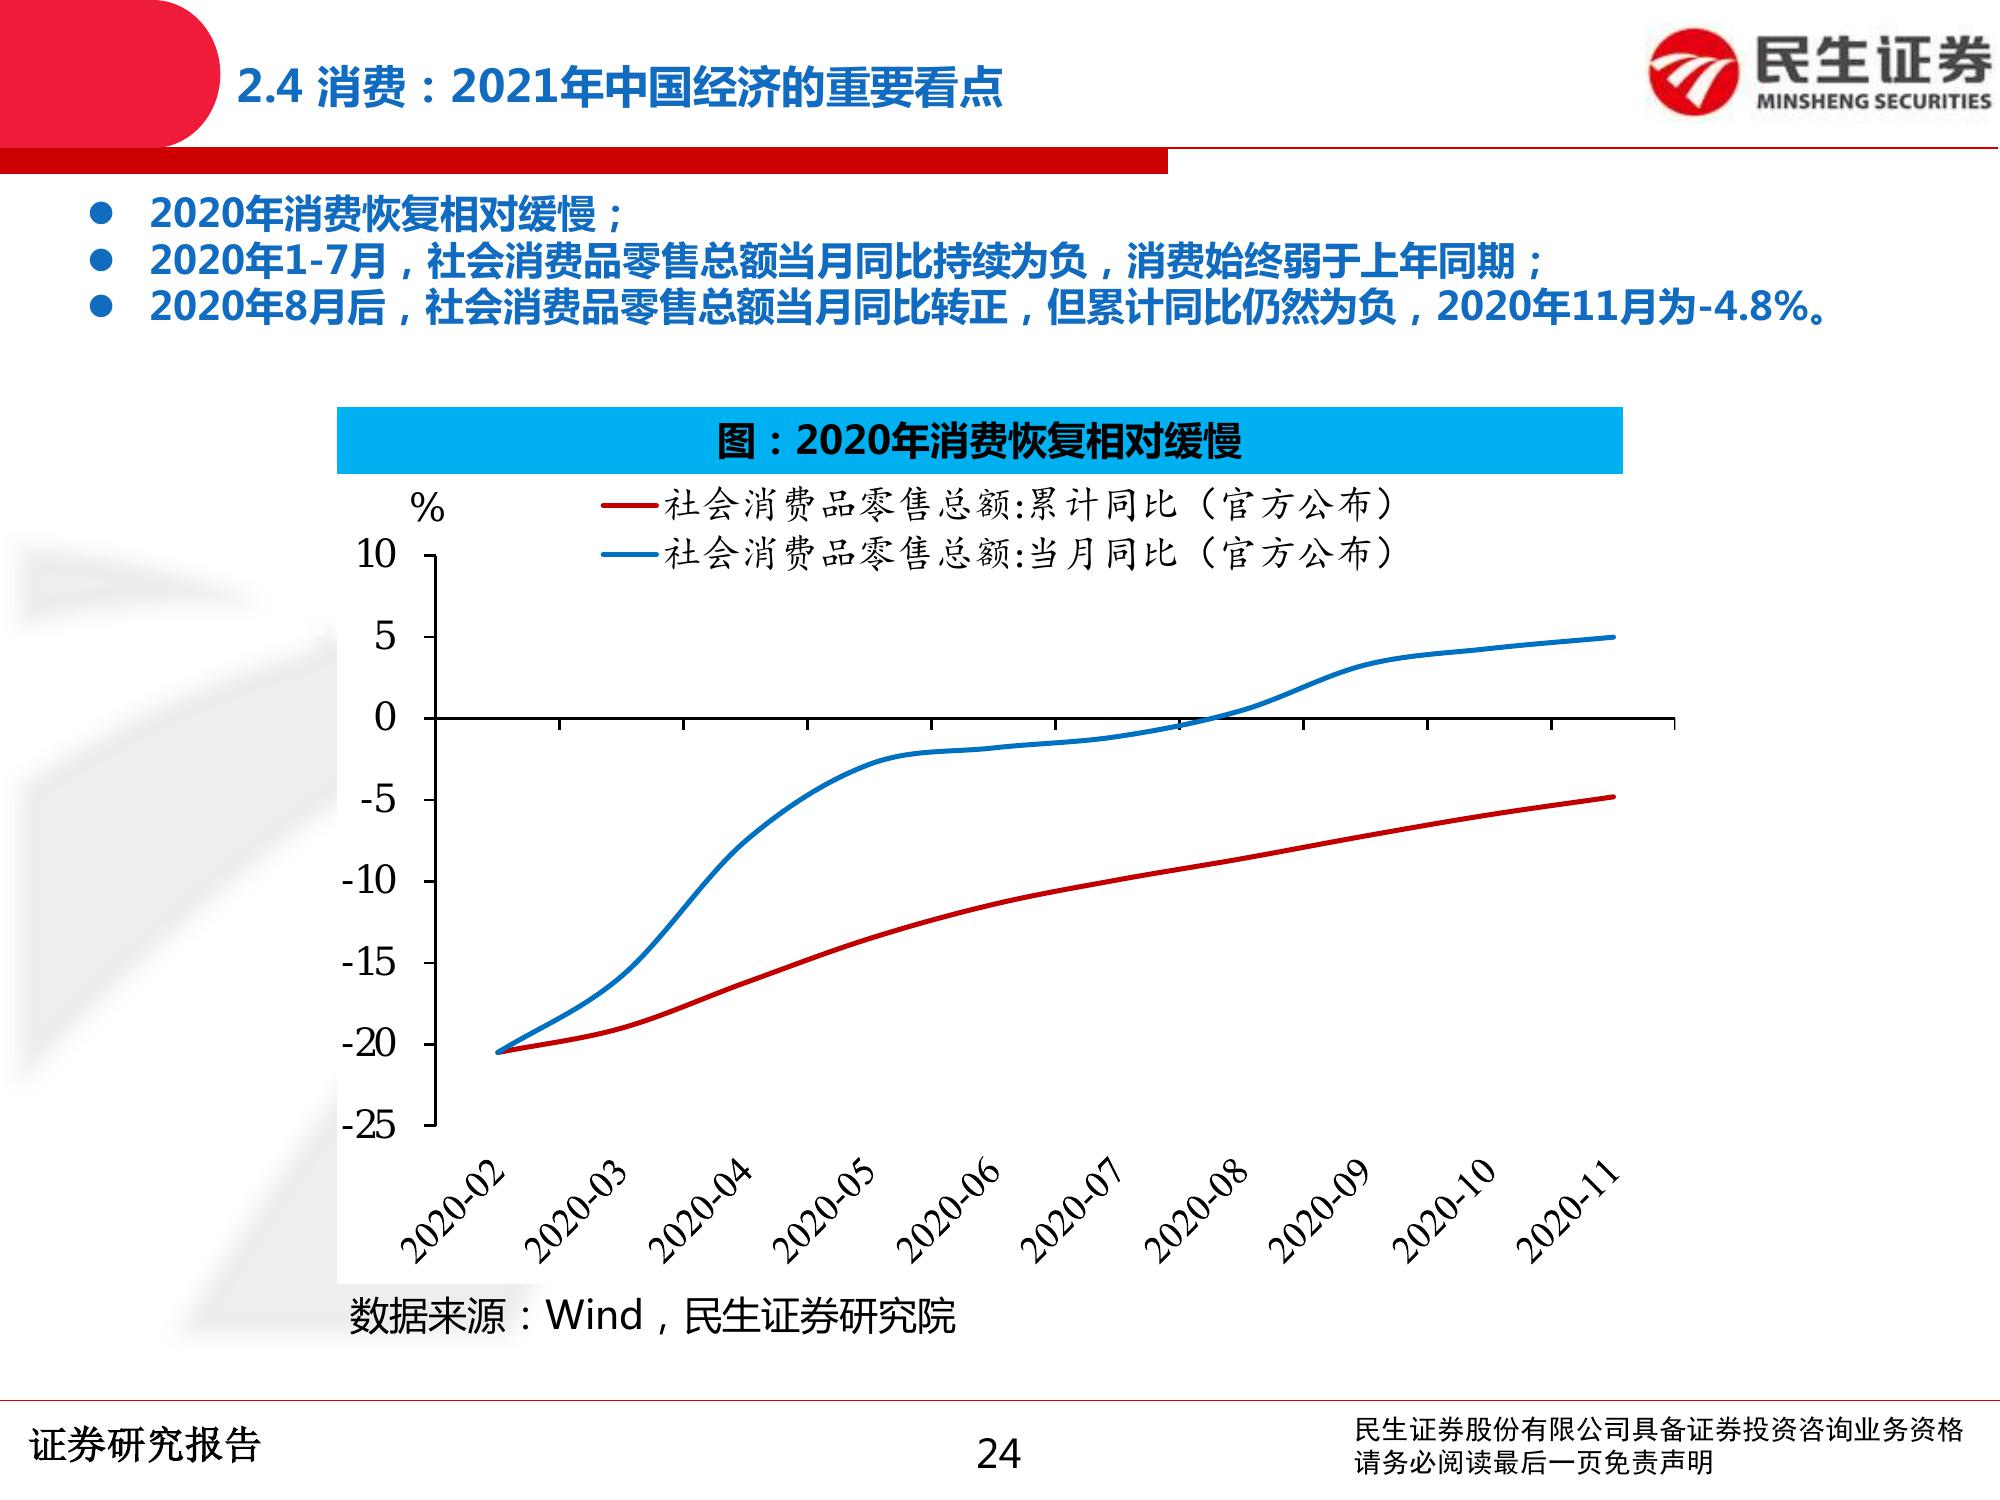 2.4 消费：2021年中国经济的重要看点
民生证券
MINSHENG SECURITIES
● 2020年消费恢复相对缓慢；
● 2020年1-7月，社会消费品零售总额当月同比持续为负，消费始终弱于上年同期；
● 2020年8月后，社会消费品零售总额当月同比转正，但累计同比仍然为负，2020年11月为-4.8%。
图：2020年消费恢复相对缓慢
%
社会消费品零售总额:累计同比（官方公布）
社会消费品零售总额:当月同比（官方公布）
10
5
0
-5
-10
-15
-20
-25
2020-02 2020-03 2020-04 2020-05 2020-06 2020-07 2020-08 2020-09 2020-10 2020-11
数据来源：Wind，民生证券研究院
证券研究报告
24
民生证券股份有限公司具备证券投资咨询业务资格
请务必阅读最后一页免责声明